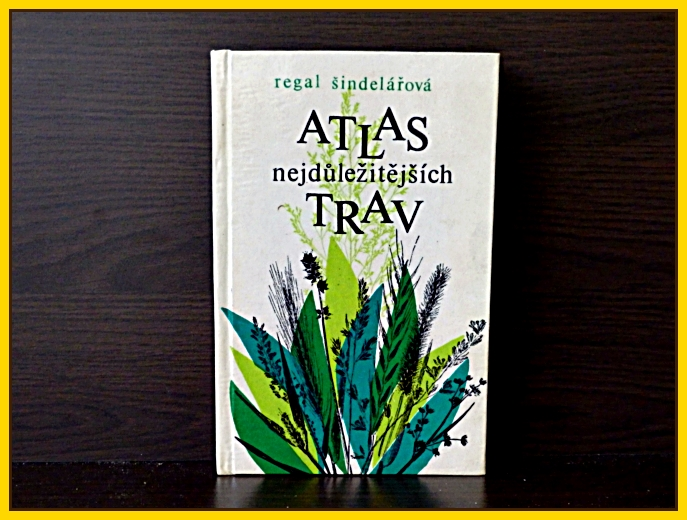 regal šindelářová
ATLAS
nejdůležitějších
TRAV